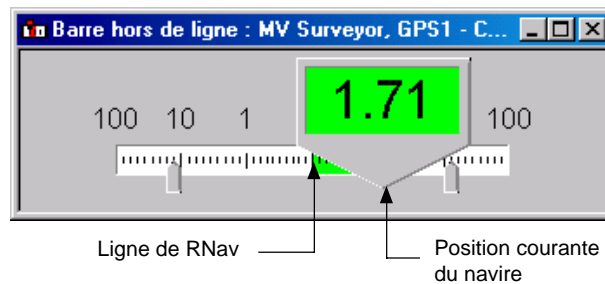 Barre hors de ligne : MV Surveyor, GPS1 - C...
1.71
100 10 1 100
Ligne de RNav
Position courante
du navire